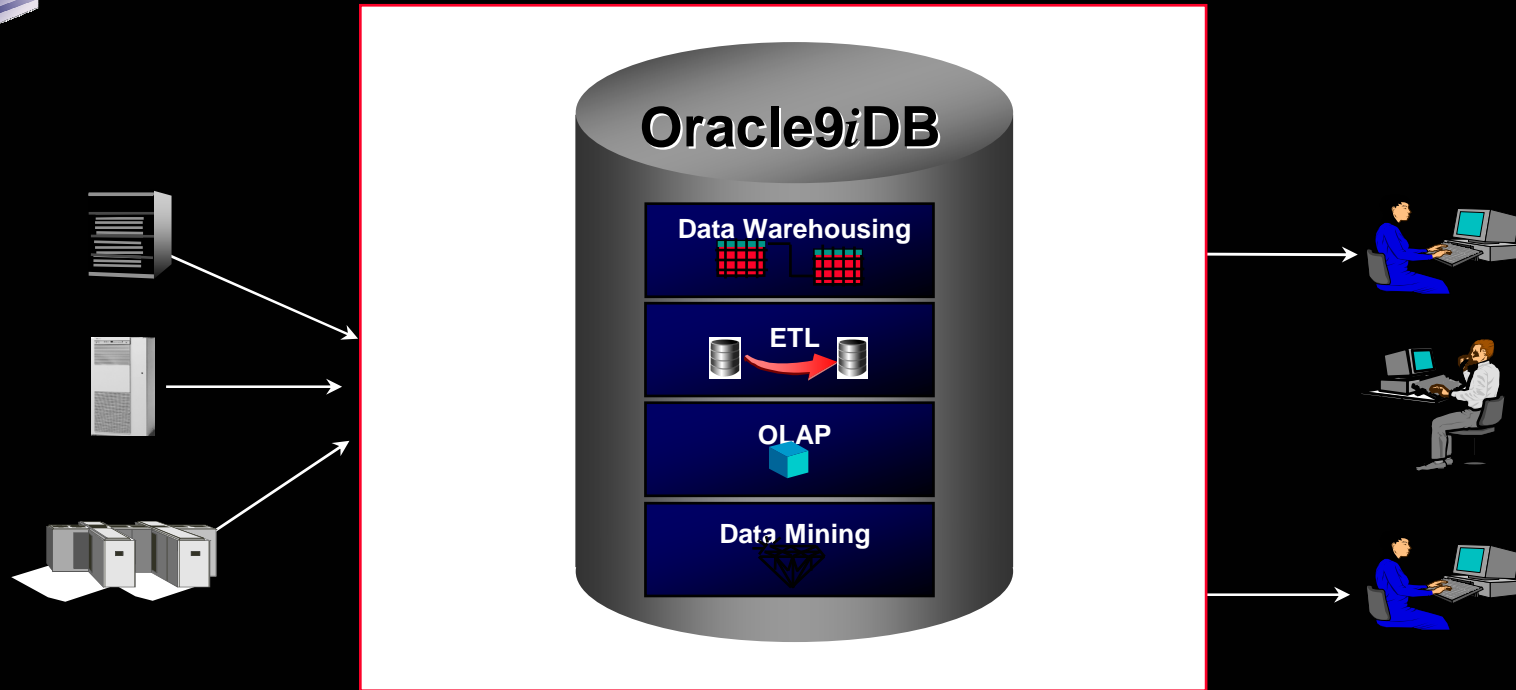 Oracle9iDB
Data Warehousing
ETL
OLAP
Data Mining